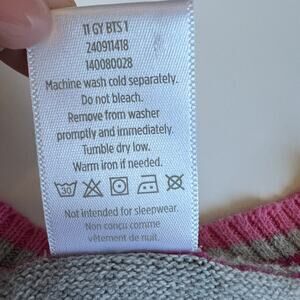 11 GY BTS 1
240911418
140080028
Machine wash cold separately.
Do not bleach.
Remove from washer
promptly and immediately.
Tumble dry low.
Warm iron if needed.
30
Not intended for sleepwear.
Non conçu comme
vêtement de nuit.